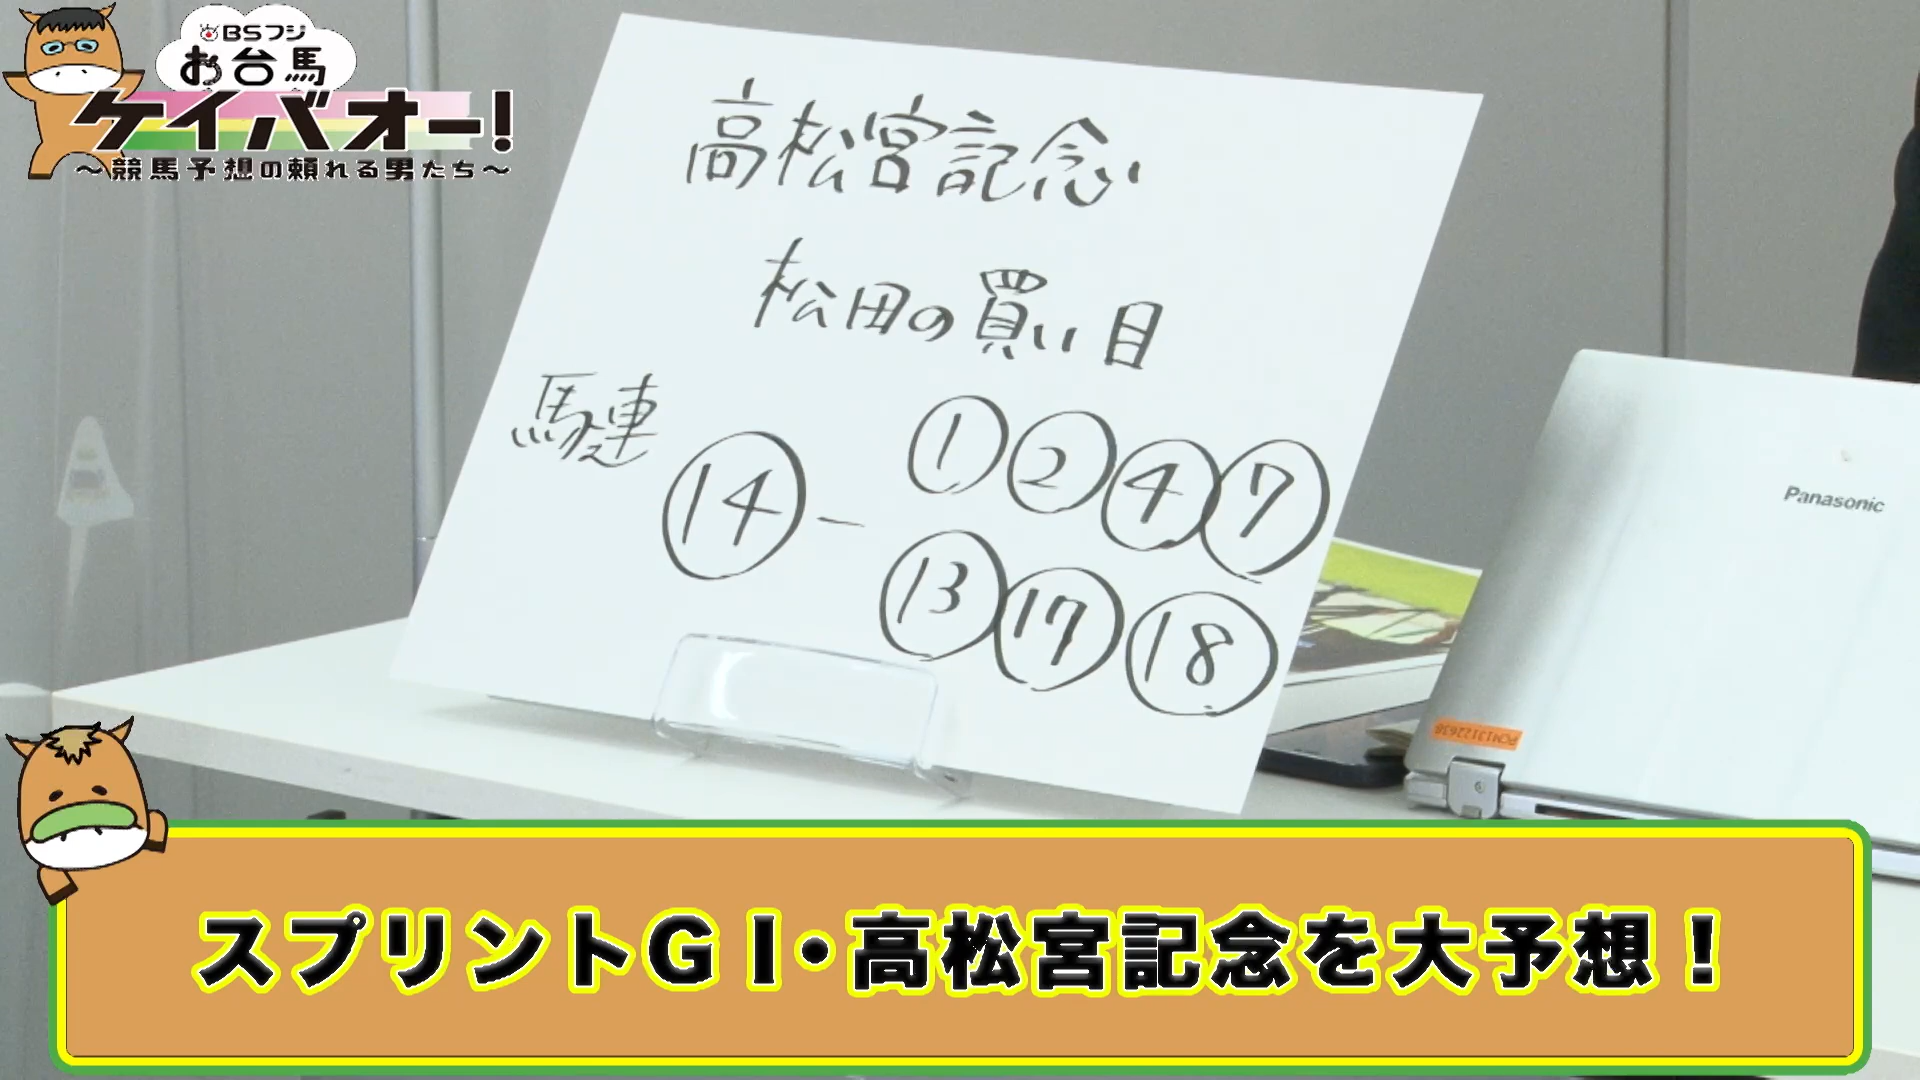 BSフジ
お台馬
ケイバオー!
〜競馬予想の頼れる男たち〜
高松宮記念
松田の買い目
馬連
14 - 1 2 4 7
13 17 18
Panasonic
スプリントGⅠ・高松宮記念を大予想！